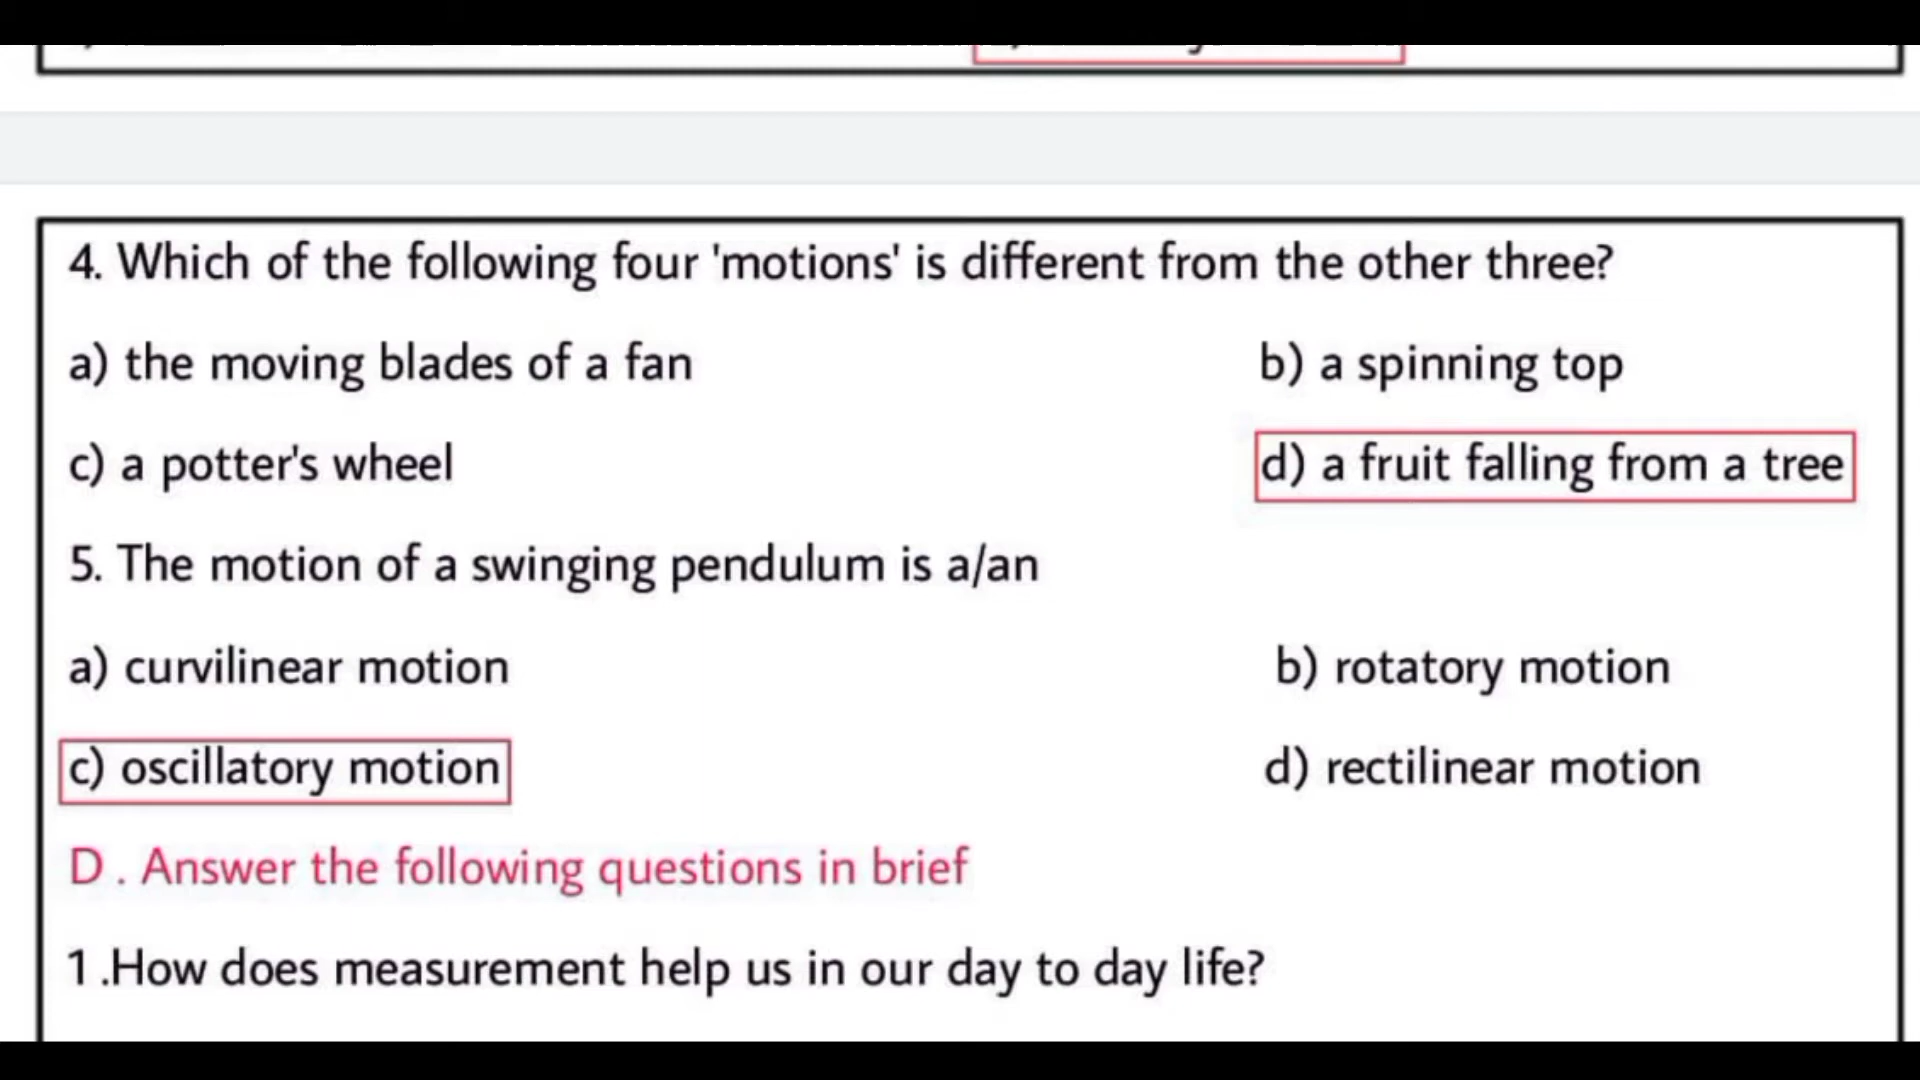 4. Which of the following four 'motions' is different from the other three?
a) the moving blades of a fan b) a spinning top
c) a potter's wheel d) a fruit falling from a tree
5. The motion of a swinging pendulum is a/an
a) curvilinear motion b) rotatory motion
c) oscillatory motion d) rectilinear motion
D . Answer the following questions in brief
1 .How does measurement help us in our day to day life?